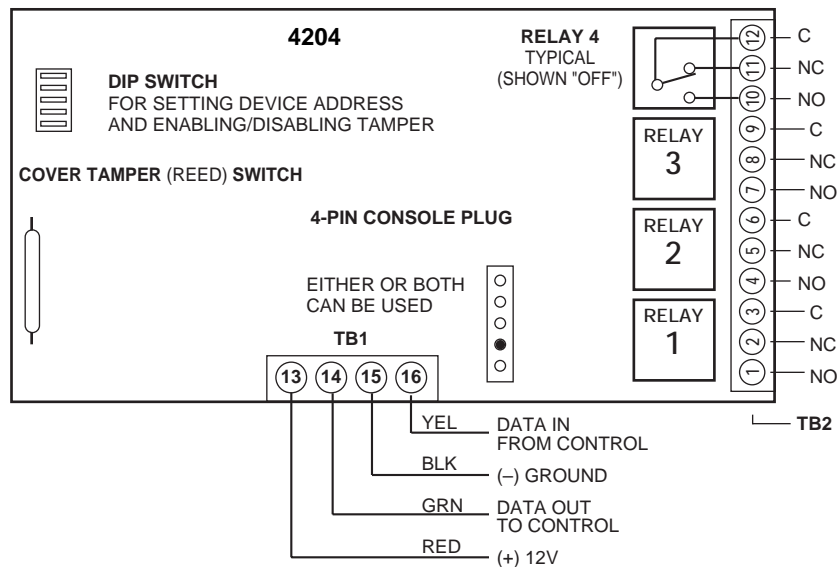 4204
DIP SWITCH
FOR SETTING DEVICE ADDRESS
AND ENABLING/DISABLING TAMPER
COVER TAMPER (REED) SWITCH
4-PIN CONSOLE PLUG
EITHER OR BOTH
CAN BE USED
TB1
13 14 15 16
RELAY 4
TYPICAL
(SHOWN "OFF")
RELAY
3
RELAY
2
RELAY
1
12 C
11 NC
10 NO
9 C
8 NC
7 NO
6 C
5 NC
4 NO
3 C
2 NC
1 NO
TB2
YEL DATA IN
FROM CONTROL
BLK (–) GROUND
GRN DATA OUT
TO CONTROL
RED (+) 12V